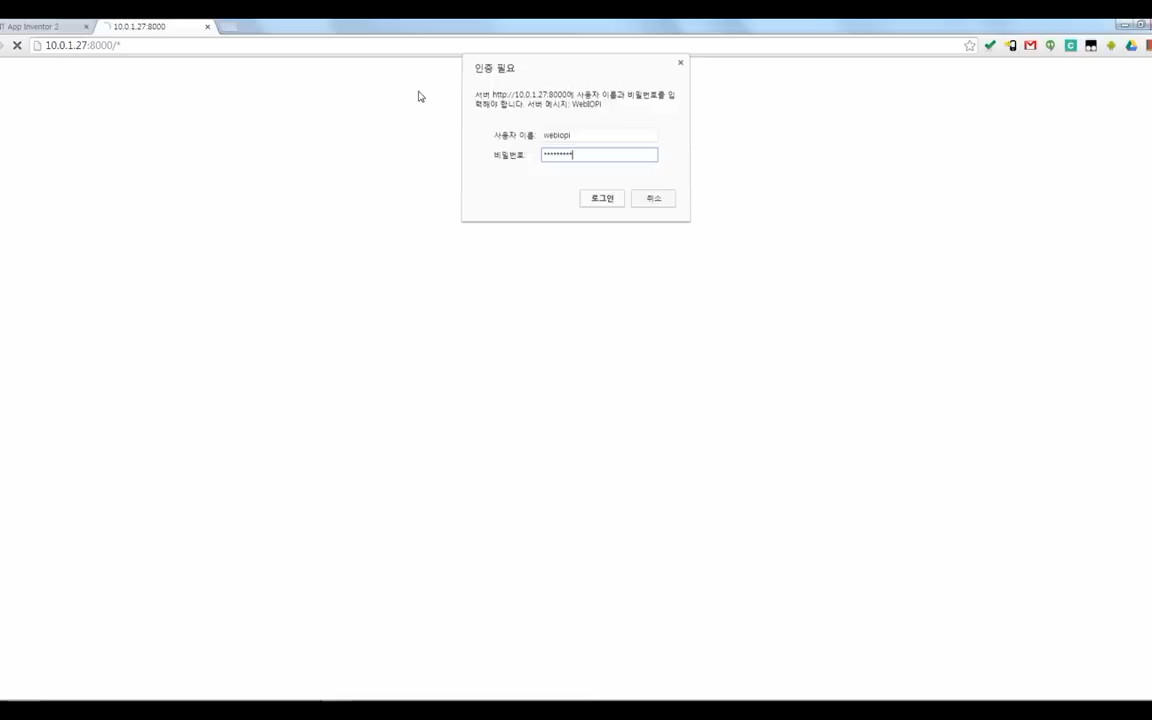 IT App Inventor 2
10.0.1.27:8000
10.0.1.27:8000/*
인증 필요
서버 http://10.0.1.27:8000에 사용자 이름과 비밀번호를 입
력해야 합니다. 서버 메시지: WebIOPi
사용자 이름: webiopi
비밀번호: *********
로그인 취소